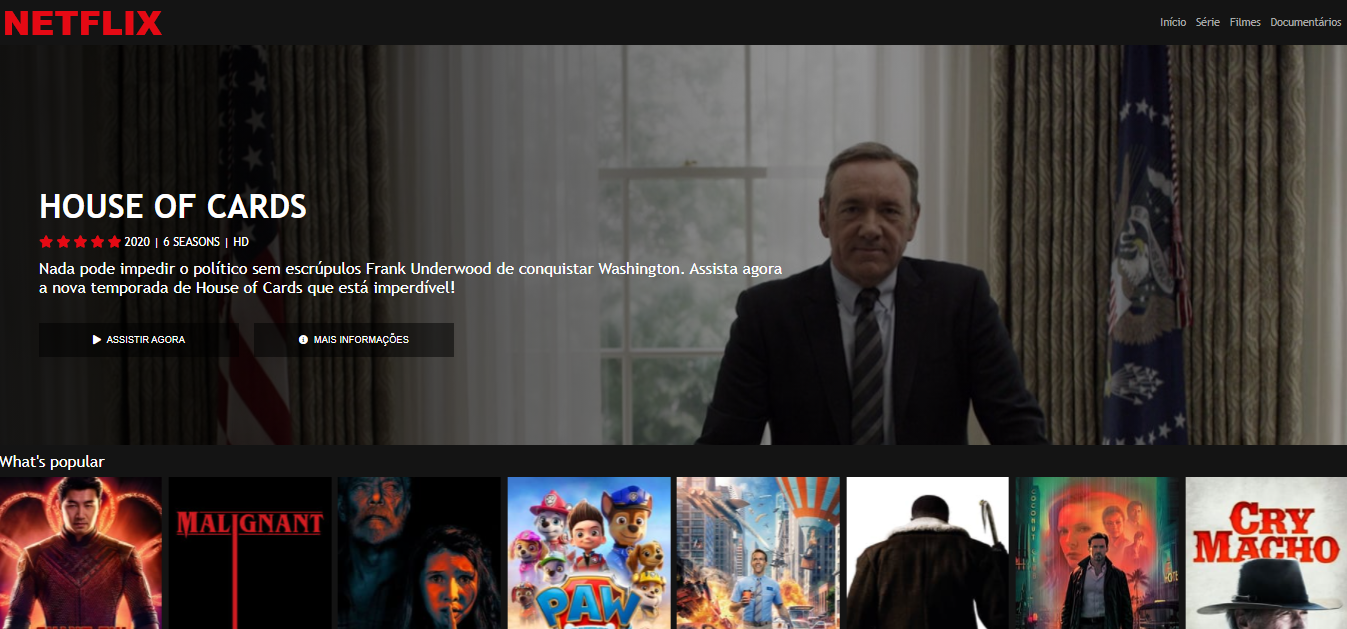 NETFLIX
Início Série Filmes Documentários
HOUSE OF CARDS
2020 | 6 SEASONS | HD
Nada pode impedir o político sem escrúpulos Frank Underwood de conquistar Washington. Assista agora
a nova temporada de House of Cards que está imperdível!
ASSISTIR AGORA
MAIS INFORMAÇÕES
What's popular
MALIGNANT
PAW
CRY
MACHO